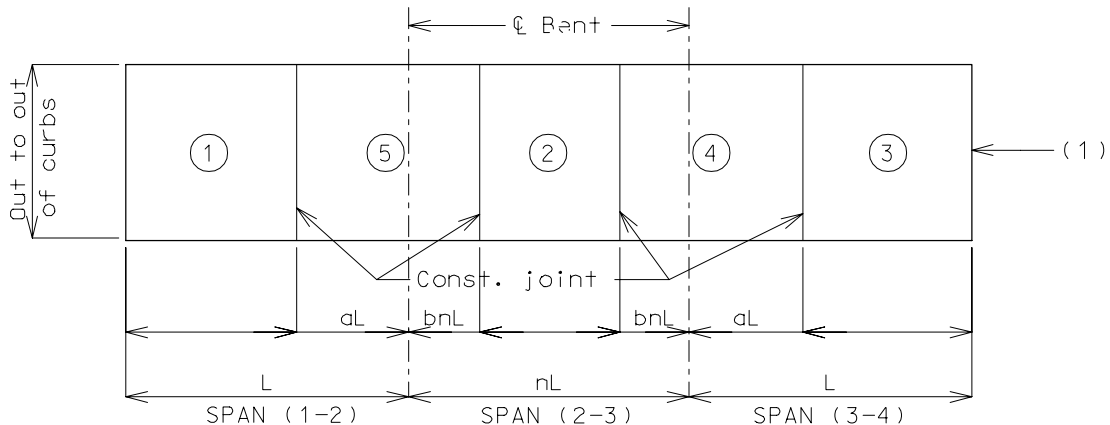 ℄ Bent
Out to out
of curbs
1
5
2
4
3
(1)
Const. joint
aL
bnL
bnL
aL
L
nL
L
SPAN (1-2)
SPAN (2-3)
SPAN (3-4)